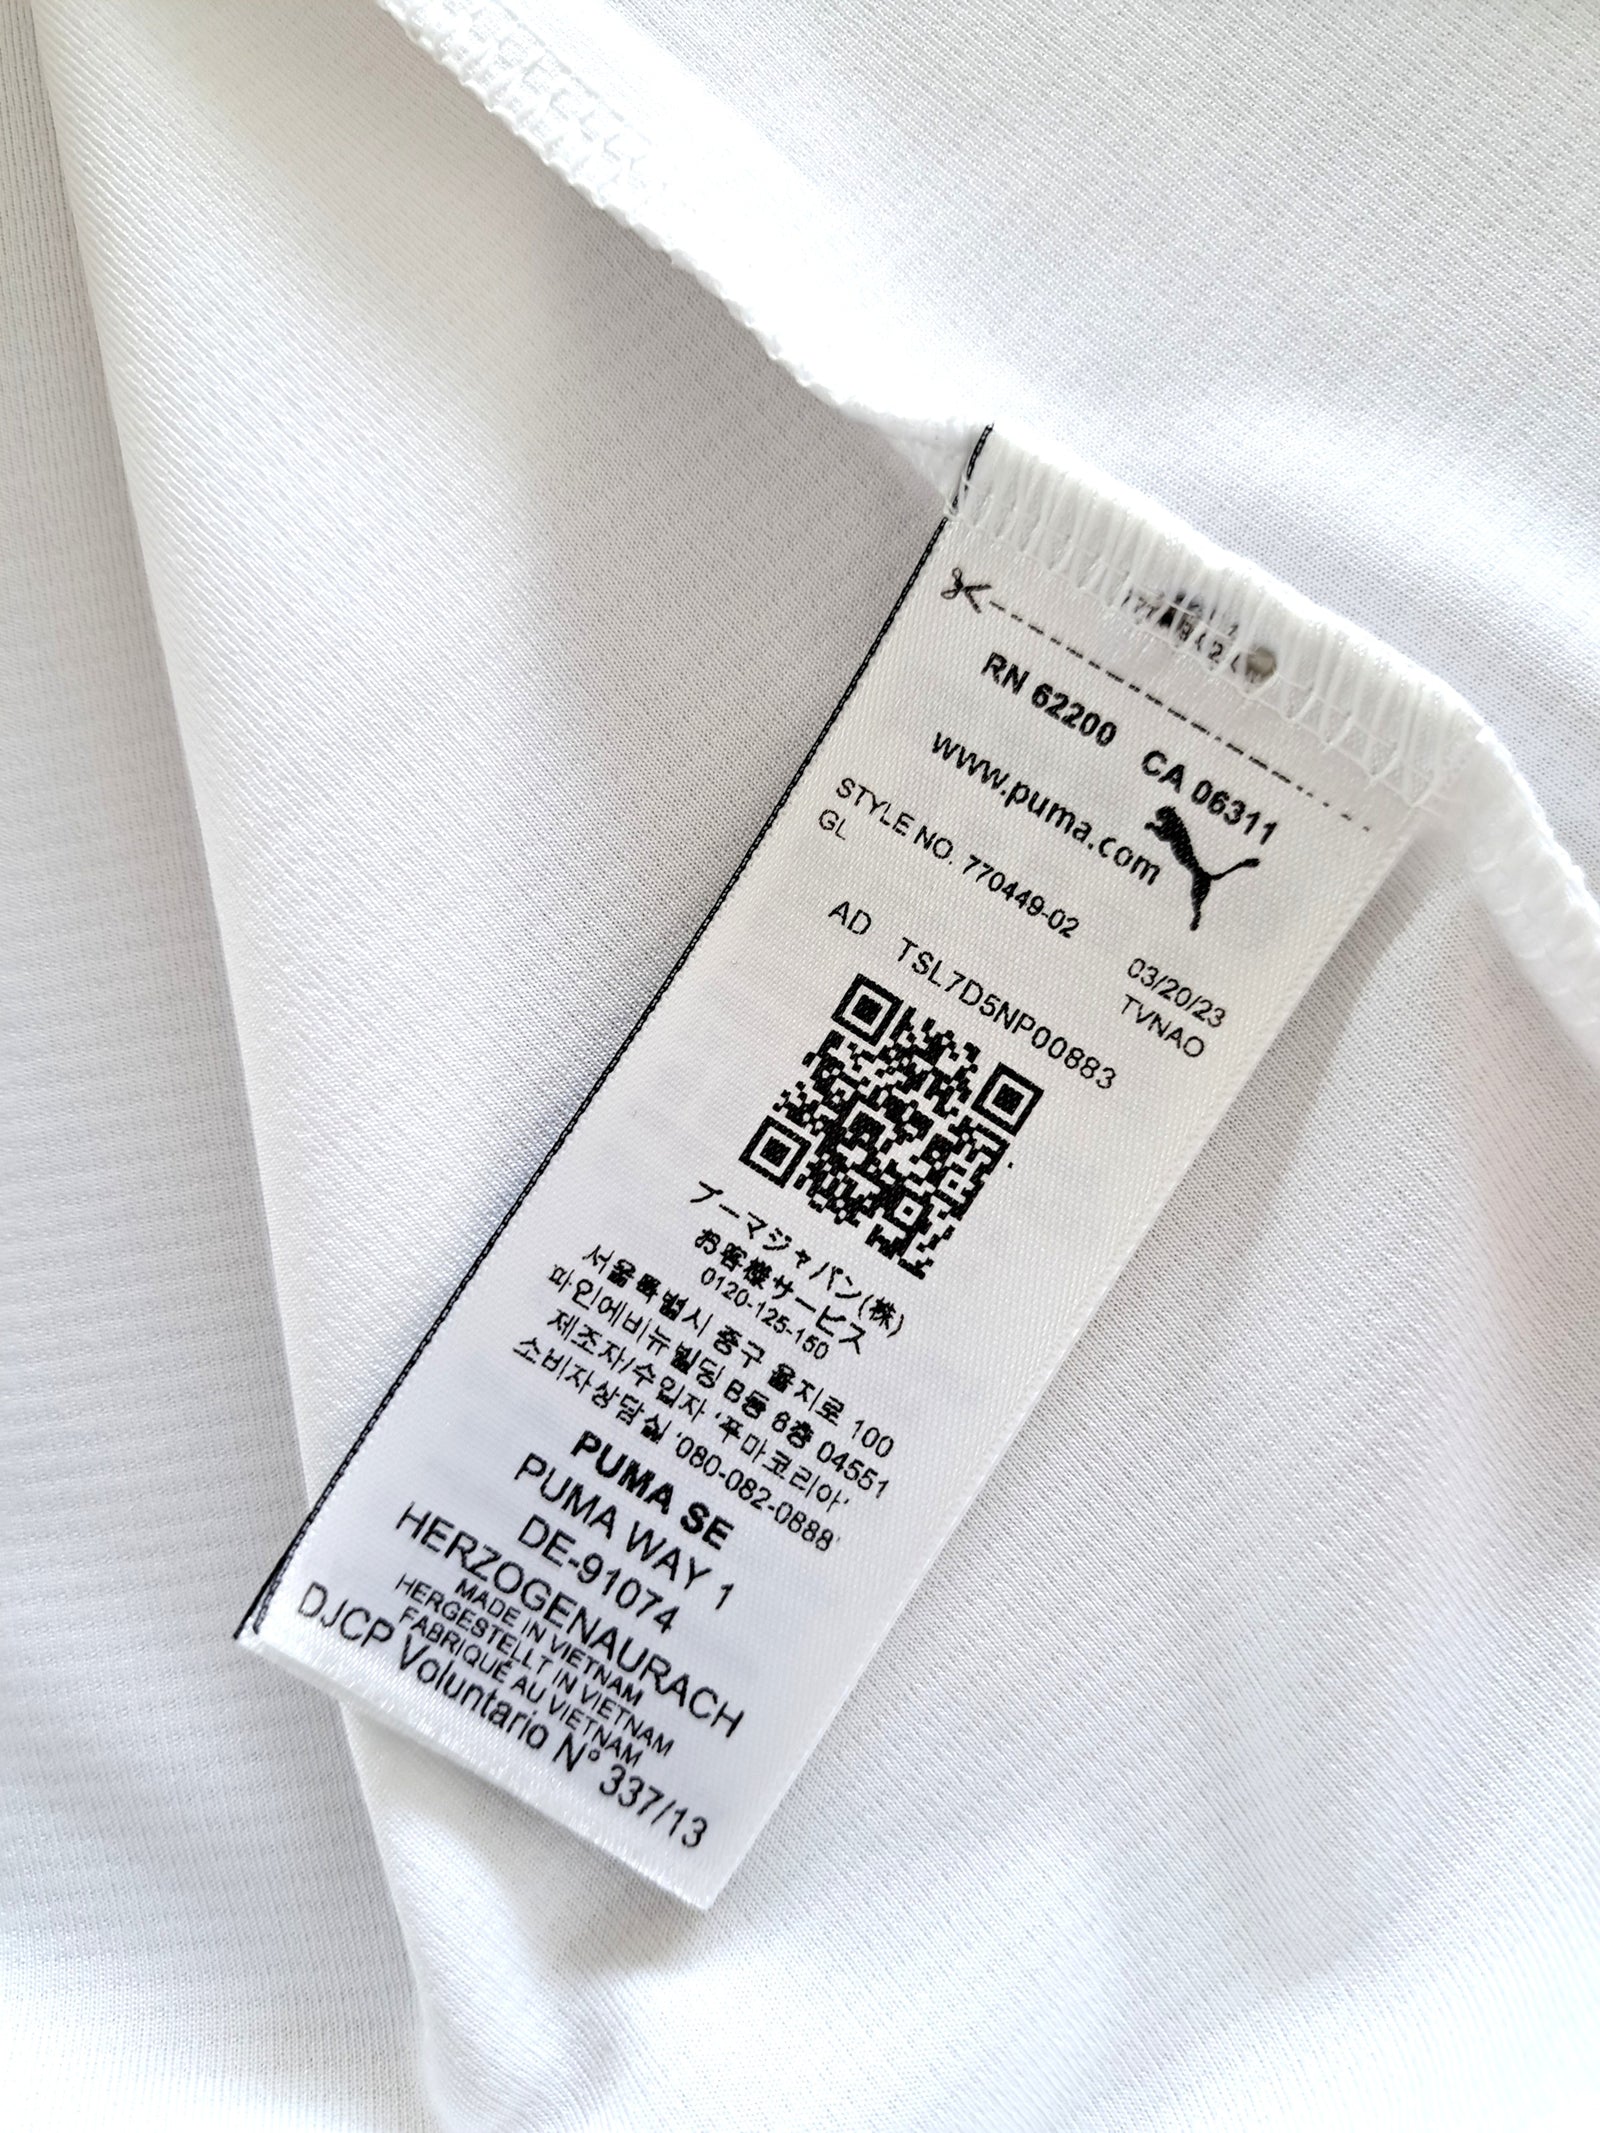 RN 62200 CA 06311
www.puma.com
STYLE NO. 770449-02 03/20/23
GL TVNAO
AD TSL7D5NP00883
プーマジャパン(株)
お客様サービス
0120-125-150
서울특별시 중구 을지로 100
파인에비뉴빌딩 B동 6층 04551
제조자/수입자 '푸마코리아'
소비자상담실 '080-082-0888'
PUMA SE
PUMA WAY 1
DE-91074
HERZOGENAURACH
MADE IN VIETNAM
HERGESTELLT IN VIETNAM
FABRIQUÉ AU VIETNAM
DJCP Voluntario N° 337/13